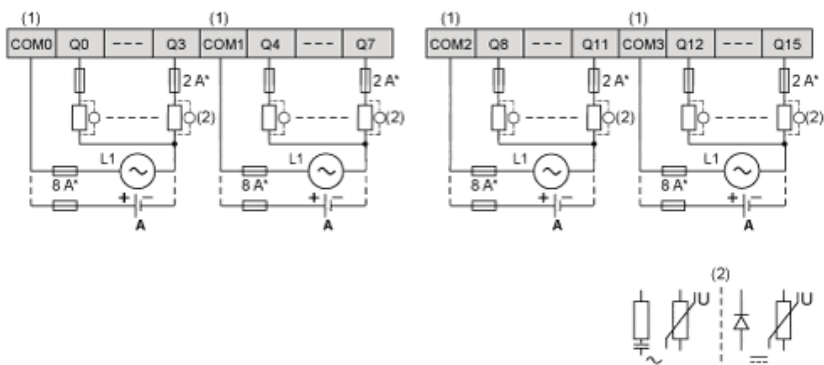 (1) (1) (1) (1)
COM0 Q0 --- Q3 COM1 Q4 --- Q7 COM2 Q8 --- Q11 COM3 Q12 --- Q15
2 A* 2 A* 2 A* 2 A*
(2) (2) (2) (2)
L1 L1 L1 L1
8 A* 8 A* 8 A* 8 A*
+ − + − + − + −
A A A A
(2)
U U